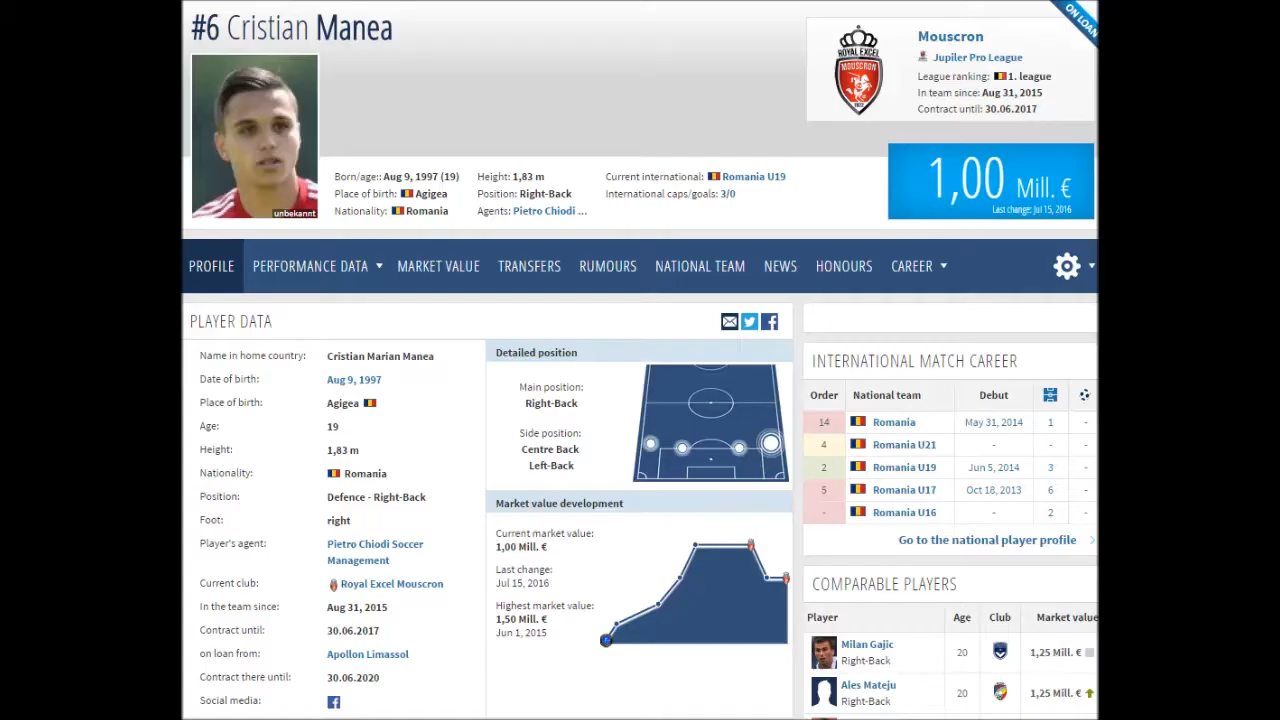 #6 Cristian Manea
ON LOAN
ROYAL EXCEL
MOUSCRON
1922
Mouscron
Jupiler Pro League
League ranking: 1. league
In team since: Aug 31, 2015
Contract until: 30.06.2017
unbekannt
Born/age:: Aug 9, 1997 (19)
Place of birth: Agigea
Nationality: Romania
Height: 1,83 m
Position: Right-Back
Agents: Pietro Chiodi ...
Current international: Romania U19
International caps/goals: 3/0
1,00 Mill. €
Last change: Jul 15, 2016
PROFILE PERFORMANCE DATA MARKET VALUE TRANSFERS RUMOURS NATIONAL TEAM NEWS HONOURS CAREER
PLAYER DATA
Name in home country: Cristian Marian Manea
Date of birth: Aug 9, 1997
Place of birth: Agigea
Age: 19
Height: 1,83 m
Nationality: Romania
Position: Defence - Right-Back
Foot: right
Player's agent: Pietro Chiodi Soccer
Management
Current club: Royal Excel Mouscron
In the team since: Aug 31, 2015
Contract until: 30.06.2017
on loan from: Apollon Limassol
Contract there until: 30.06.2020
Social media:
Detailed position
Main position:
Right-Back
Side position:
Centre Back
Left-Back
Market value development
Current market value:
1,00 Mill. €
Last change:
Jul 15, 2016
Highest market value:
1,50 Mill. €
Jun 1, 2015
INTERNATIONAL MATCH CAREER
Order National team Debut
14 Romania May 31, 2014 1 -
4 Romania U21 - - -
2 Romania U19 Jun 5, 2014 3 -
5 Romania U17 Oct 18, 2013 6 -
- Romania U16 - 2 -
Go to the national player profile
COMPARABLE PLAYERS
Player Age Club Market value
Milan Gajic 20 1,25 Mill. €
Right-Back
Ales Mateju 20 1,25 Mill. €
Right-Back